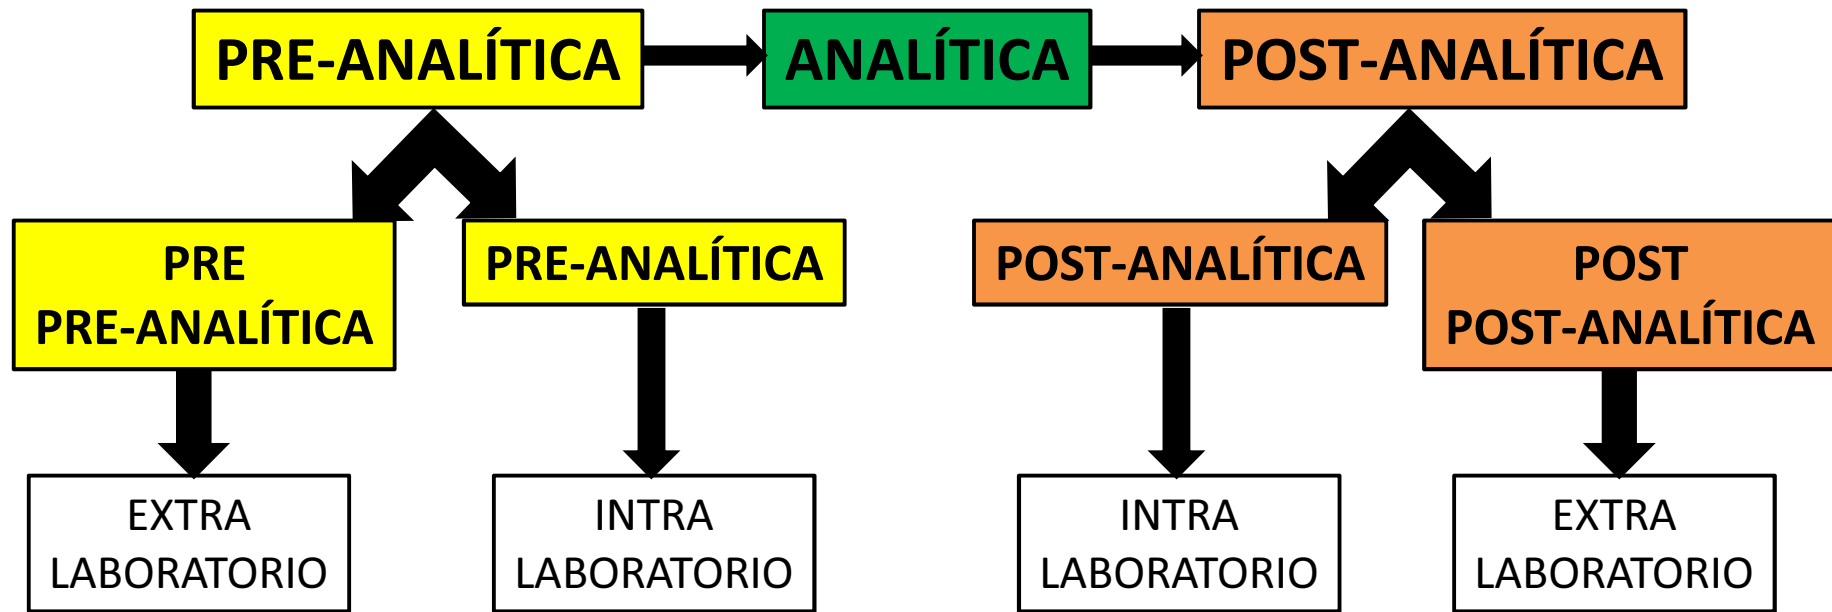 PRE-ANALÍTICA
ANALÍTICA
POST-ANALÍTICA
PRE
PRE-ANALÍTICA
PRE-ANALÍTICA
POST-ANALÍTICA
POST
POST-ANALÍTICA
EXTRA
LABORATORIO
INTRA
LABORATORIO
INTRA
LABORATORIO
EXTRA
LABORATORIO